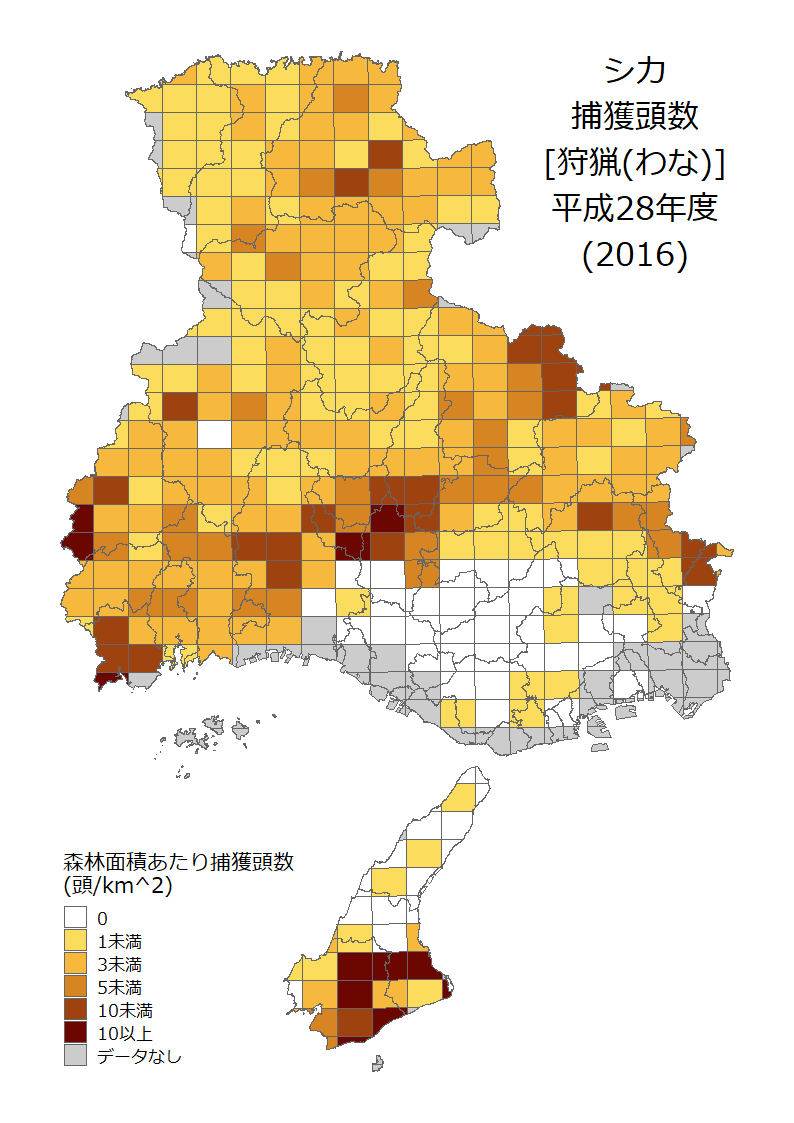 シカ
捕獲頭数
[狩猟(わな)]
平成28年度
(2016)
森林面積あたり捕獲頭数
(頭/km^2)
0
1未満
3未満
5未満
10未満
10以上
データなし